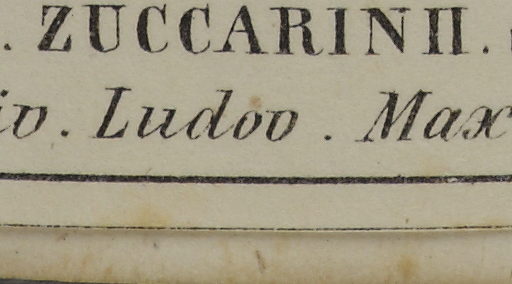 . ZUCCARINII.
iv. Ludov. Max